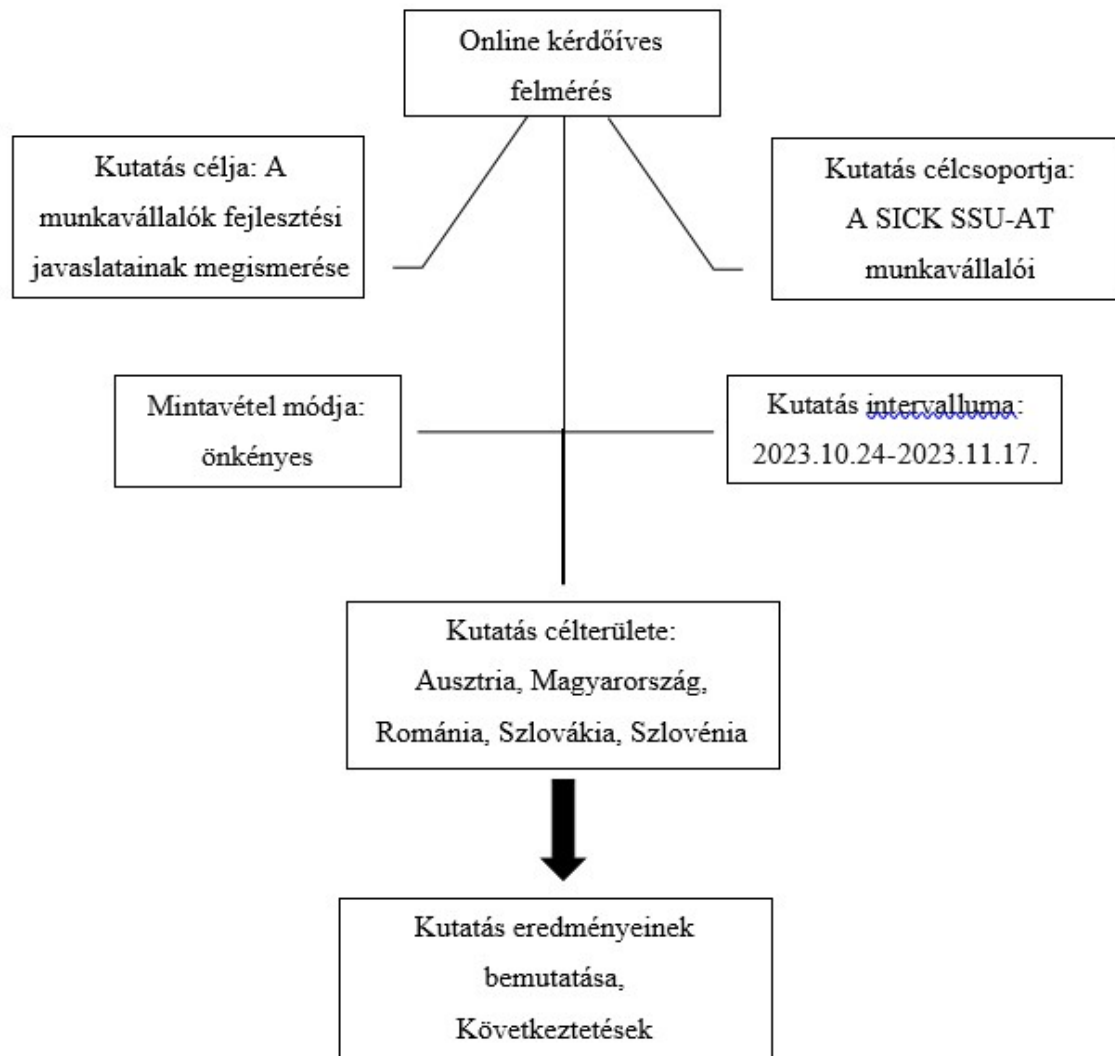 Online kérdőíves
felmérés
Kutatás célja: A
munkavállalók fejlesztési
javaslatainak megismerése
Kutatás célcsoportja:
A SICK SSU-AT
munkavállalói
Mintavétel módja:
önkényes
Kutatás intervalluma:
2023.10.24-2023.11.17.
Kutatás célterülete:
Ausztria, Magyarország,
Románia, Szlovákia, Szlovénia
Kutatás eredményeinek
bemutatása,
Következtetések